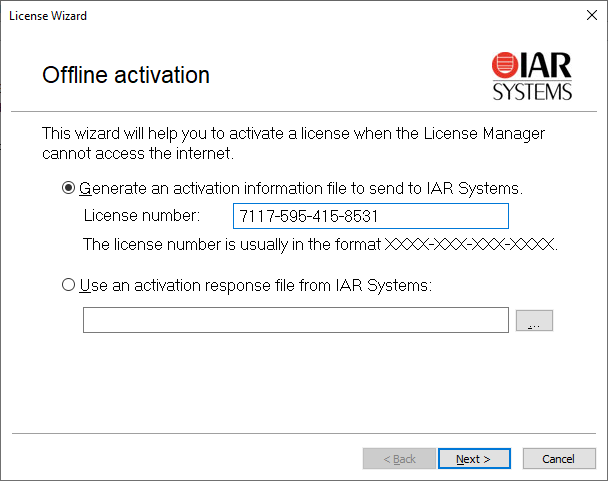 License Wizard
Offline activation
IAR
SYSTEMS
This wizard will help you to activate a license when the License Manager
cannot access the internet.
Generate an activation information file to send to IAR Systems.
License number: 7117-595-415-8531
The license number is usually in the format XXXX-XXX-XXX-XXXX.
Use an activation response file from IAR Systems:
...
< Back Next > Cancel